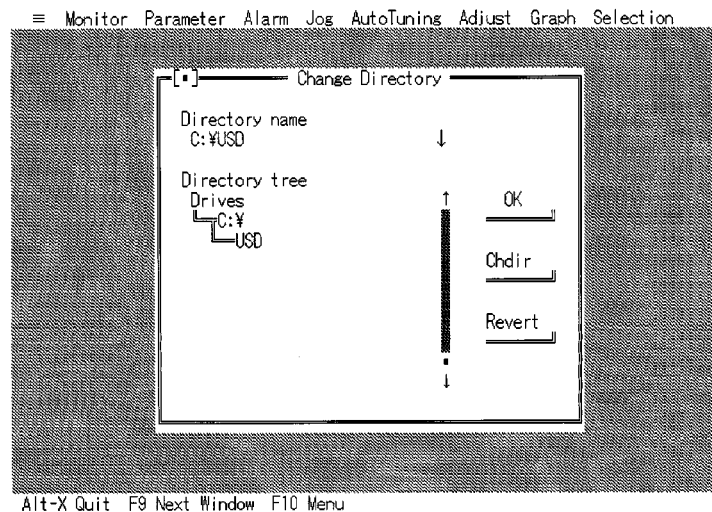 ≡ Monitor Parameter Alarm Jog AutoTuning Adjust Graph Selection
[▪] Change Directory
Directory name
C:¥USD ↓
Directory tree
Drives ↑ OK
C:¥
USD
Chdir
Revert
↓
Alt-X Quit F9 Next Window F10 Menu